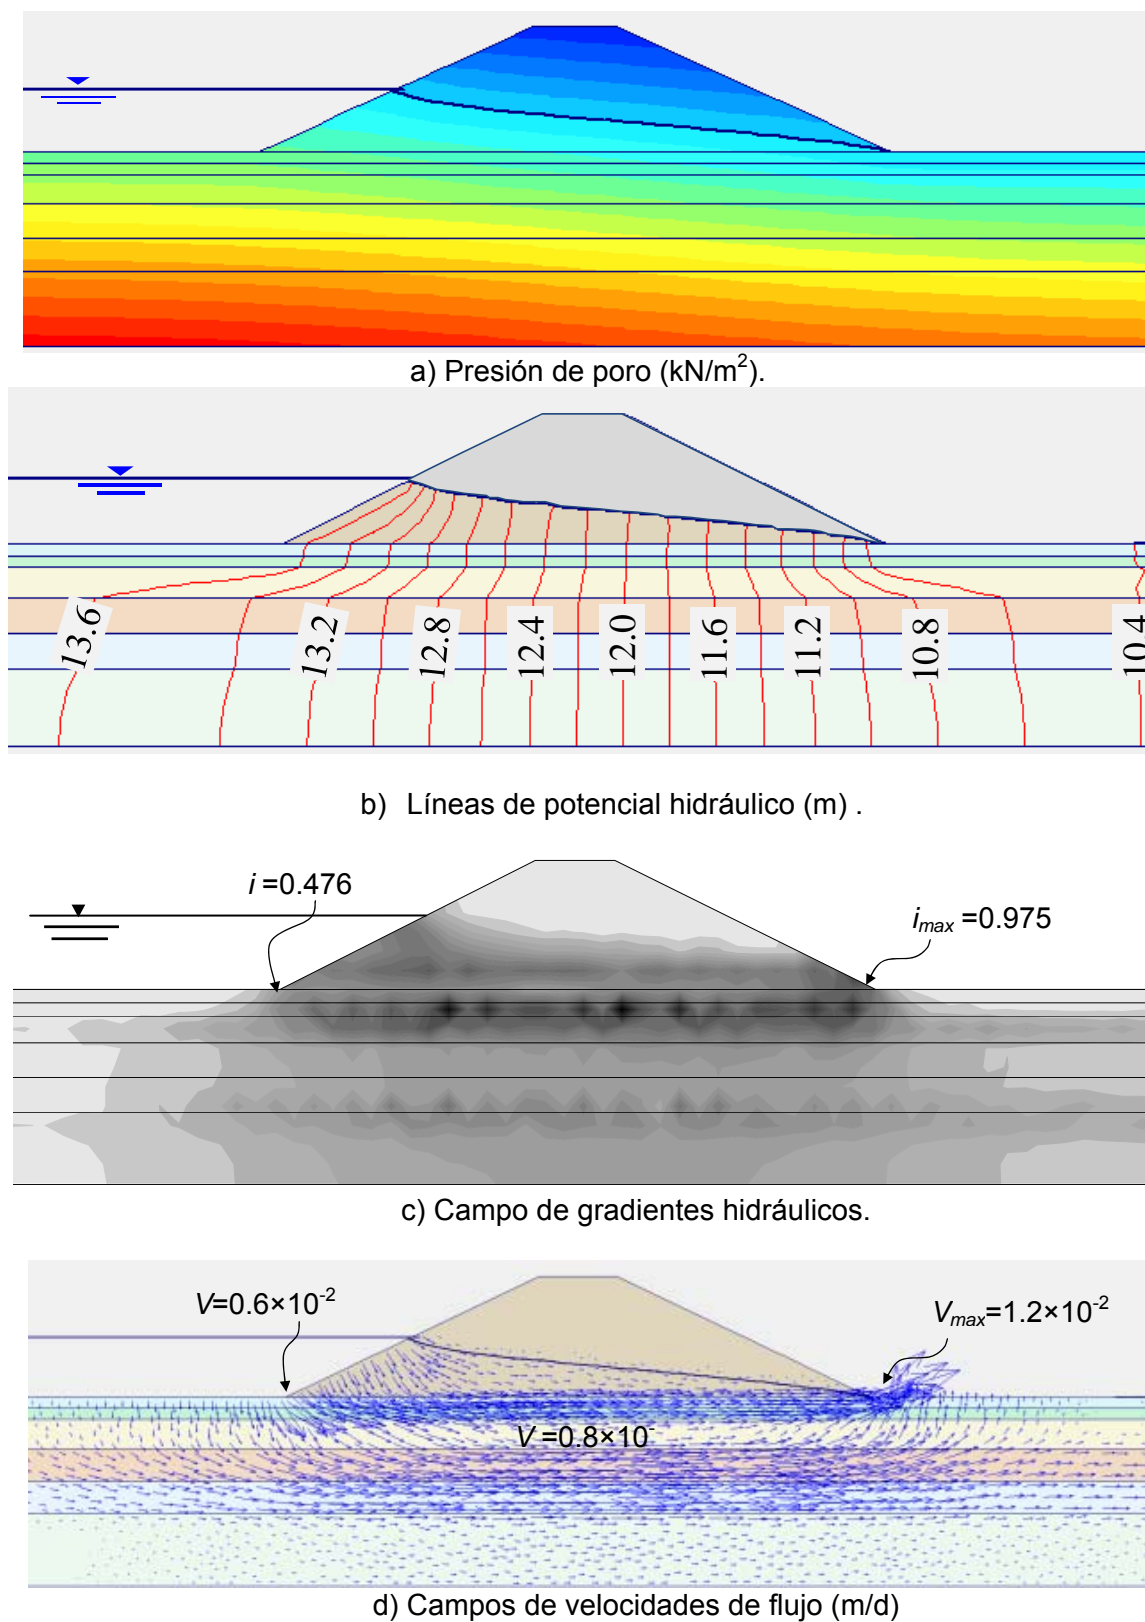 a) Presión de poro (kN/m²).
13.6
13.2
12.8
12.4
12.0
11.6
11.2
10.8
10.4
b) Líneas de potencial hidráulico (m) .
i =0.476
i_max =0.975
c) Campo de gradientes hidráulicos.
V=0.6×10⁻²
V_max=1.2×10⁻²
V =0.8×10⁻
d) Campos de velocidades de flujo (m/d)